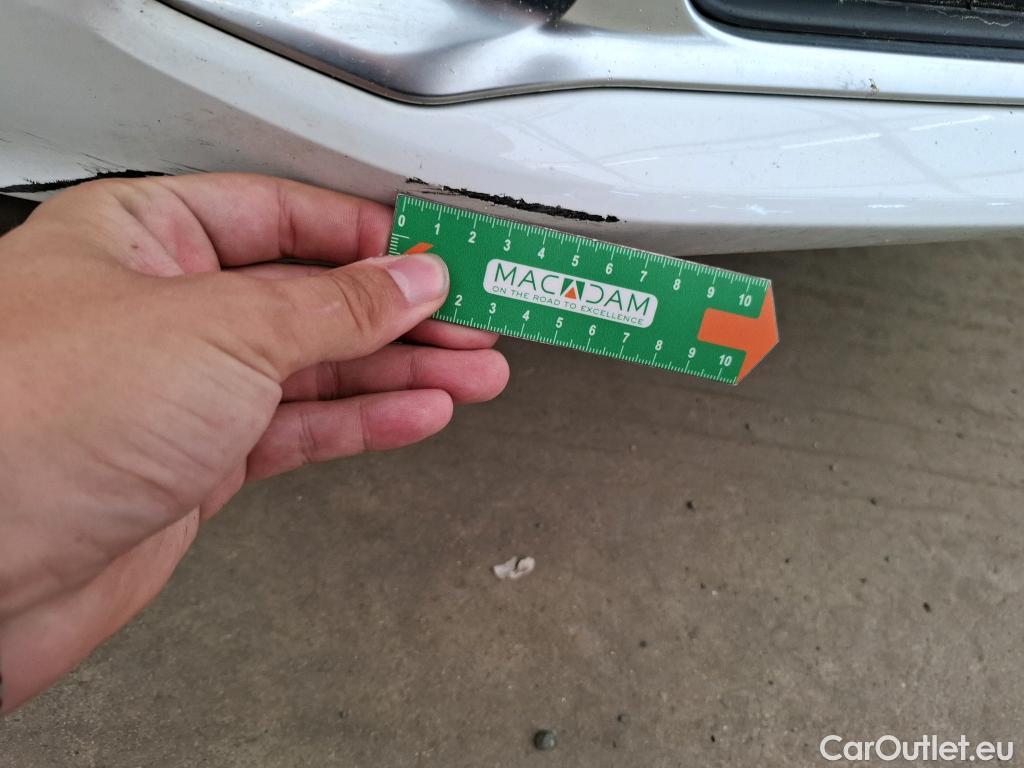 0 1 2 3 4 5 6 7 8 9 10
MACADAM
ON THE ROAD TO EXCELLENCE
2 3 4 5 6 7 8 9 10
CarOutlet.eu